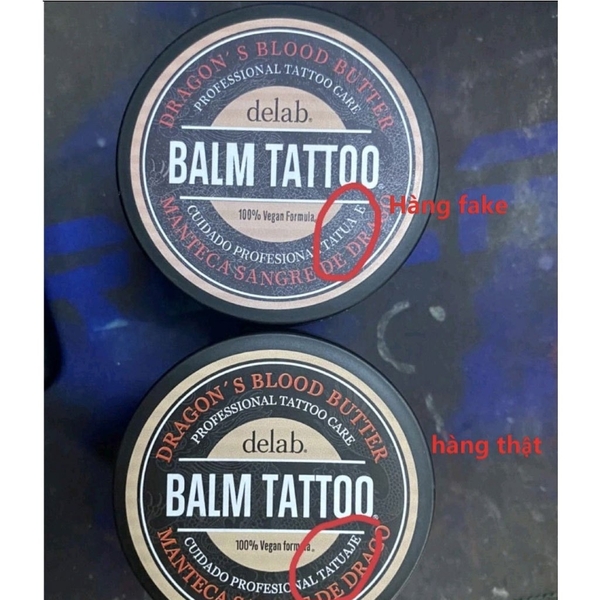 DRAGON´S BLOOD BUTTER
PROFESSIONAL TATTOO CARE
delab®
BALM TATTOO
100% Vegan Formula
CUIDADO PROFESIONAL TATUA E
MANTECA SANGRE DE DR
Hàng fake
DRAGON´S BLOOD BUTTER
PROFESSIONAL TATTOO CARE
delab®
BALM TATTOO
100% Vegan formula
CUIDADO PROFESIONAL TATUAJE
MANTECA SANGRE DE DRAGO
hàng thật